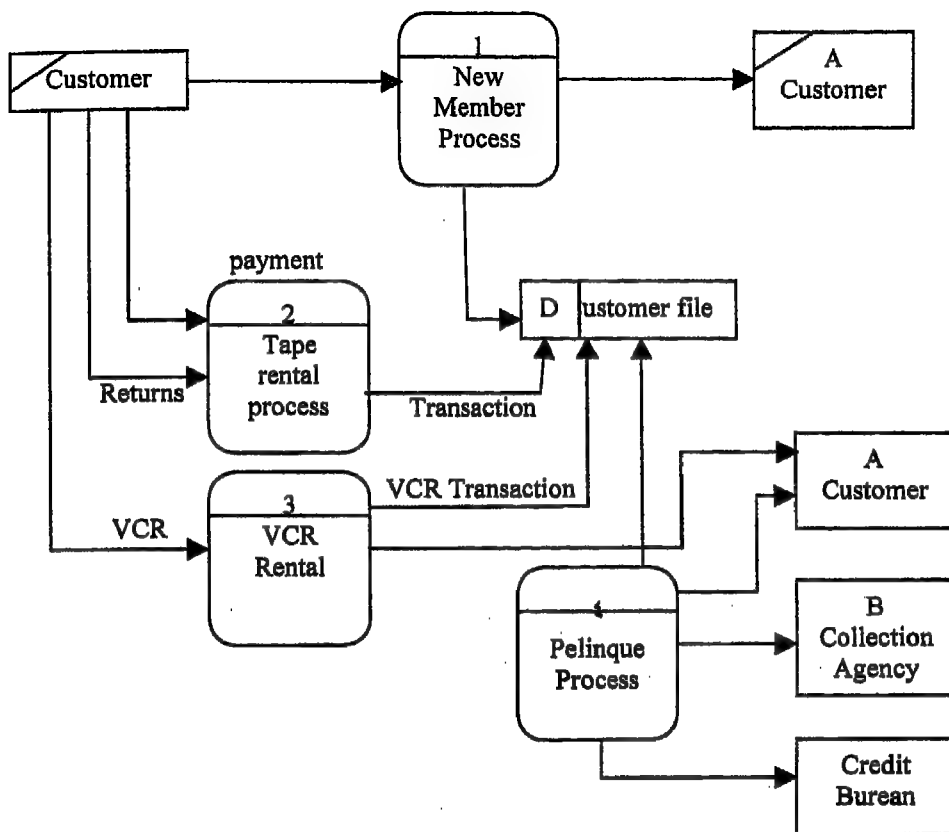 Customer
1
New
Member
Process
A
Customer
payment
2
Tape
rental
process
Returns
Transaction
D ustomer file
VCR
3
VCR
Rental
VCR Transaction
A
Customer
4
Pelinque
Process
B
Collection
Agency
Credit
Burean